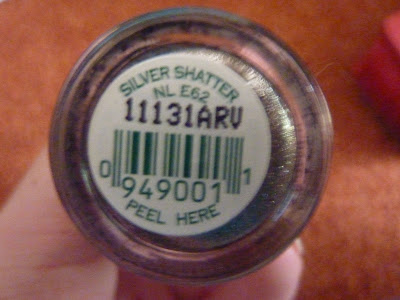 SILVER SHATTER
NL E62
11131ARV
0 949001 1
PEEL HERE